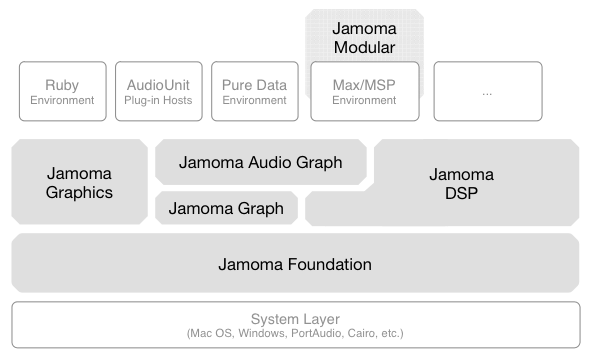 Jamoma
Modular
Ruby
Environment
AudioUnit
Plug-in Hosts
Pure Data
Environment
Max/MSP
Environment
...
Jamoma
Graphics
Jamoma Audio Graph
Jamoma Graph
Jamoma
DSP
Jamoma Foundation
System Layer
(Mac OS, Windows, PortAudio, Cairo, etc.)